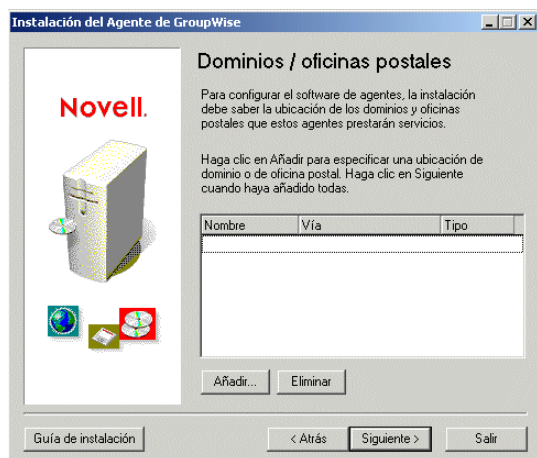 Instalación del Agente de GroupWise
Novell.
Dominios / oficinas postales
Para configurar el software de agentes, la instalación
debe saber la ubicación de los dominios y oficinas
postales que estos agentes prestarán servicios.
Haga clic en Añadir para especificar una ubicación de
dominio o de oficina postal. Haga clic en Siguiente
cuando haya añadido todas.
Nombre Vía Tipo
Añadir... Eliminar
Guía de instalación < Atrás Siguiente > Salir